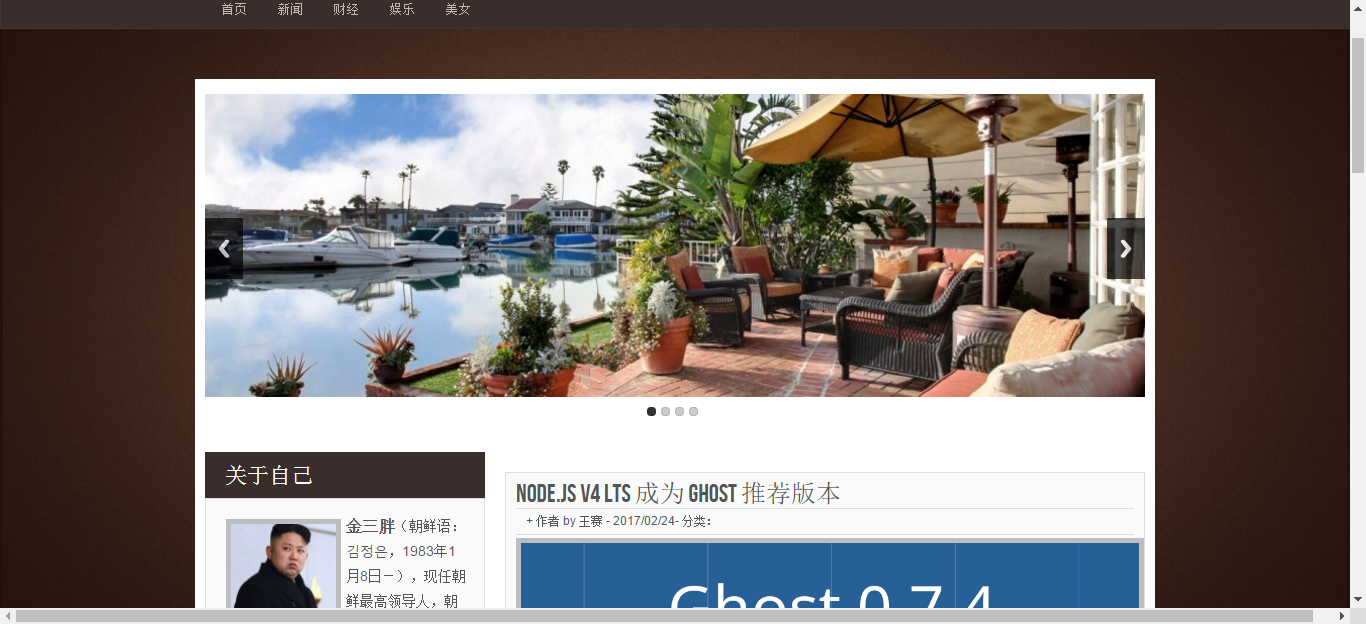 首页 新闻 财经 娱乐 美女
关于自己
金三胖（朝鲜语：
김정은，1983年1
月8日－），现任朝
鲜最高领导人，朝
NODE.JS V4 LTS 成为 GHOST 推荐版本
+ 作者 by 王赛 - 2017/02/24- 分类：
Ghost 0.7.4